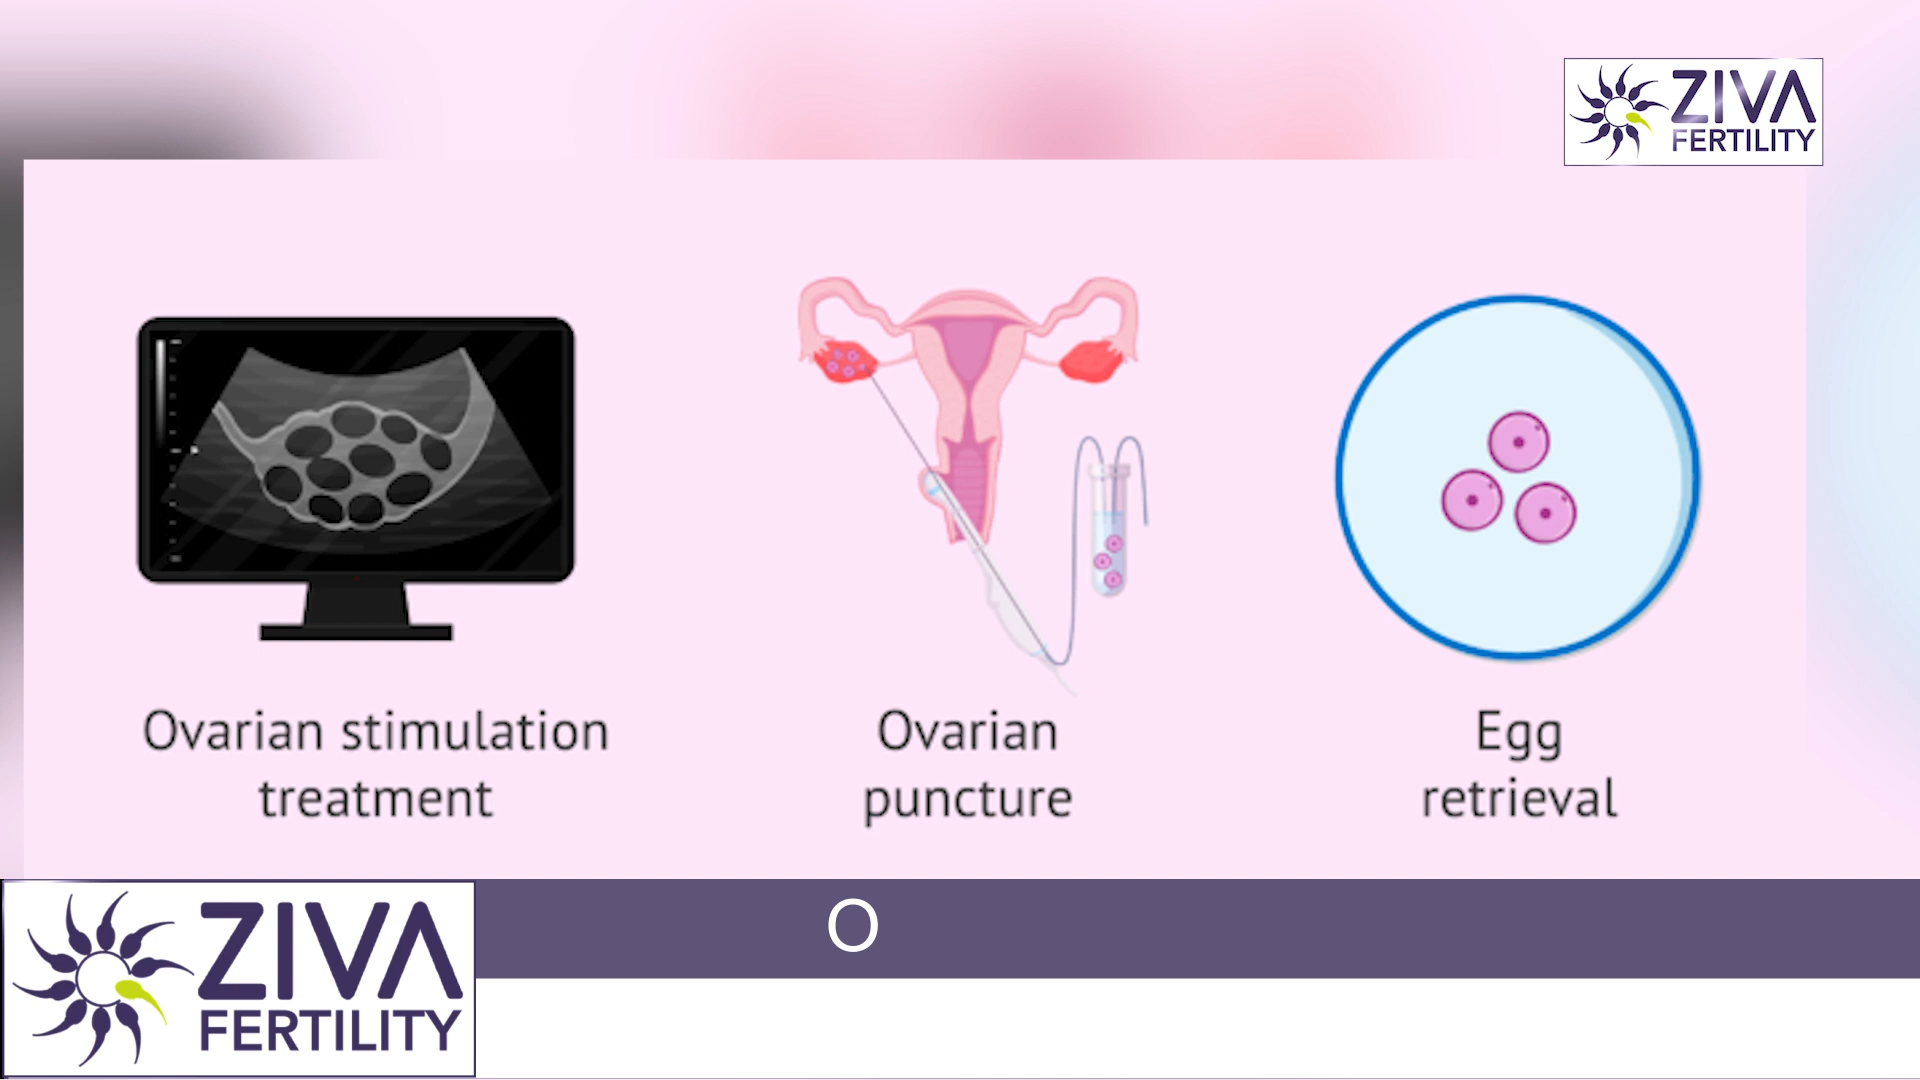 ZIVA
FERTILITY
Ovarian stimulation
treatment
Ovarian
puncture
Egg
retrieval
O
ZIVA
FERTILITY